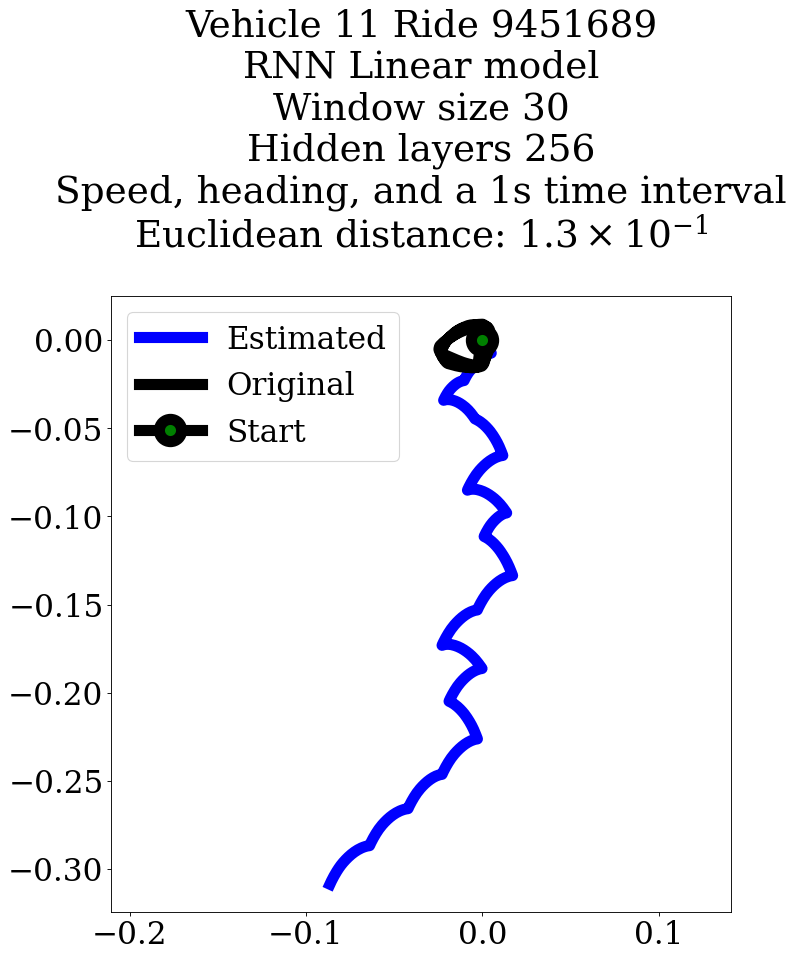 Vehicle 11 Ride 9451689
RNN Linear model
Window size 30
Hidden layers 256
Speed, heading, and a 1s time interval
Euclidean distance: 1.3 × 10⁻¹
Estimated
Original
Start
0.00
−0.05
−0.10
−0.15
−0.20
−0.25
−0.30
−0.2 −0.1 0.0 0.1